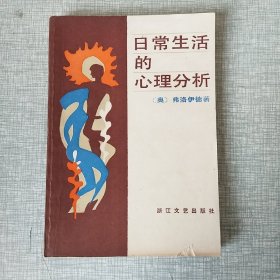 日常生活
的
心理分析
〔奥〕弗洛伊德著
浙江文艺出版社